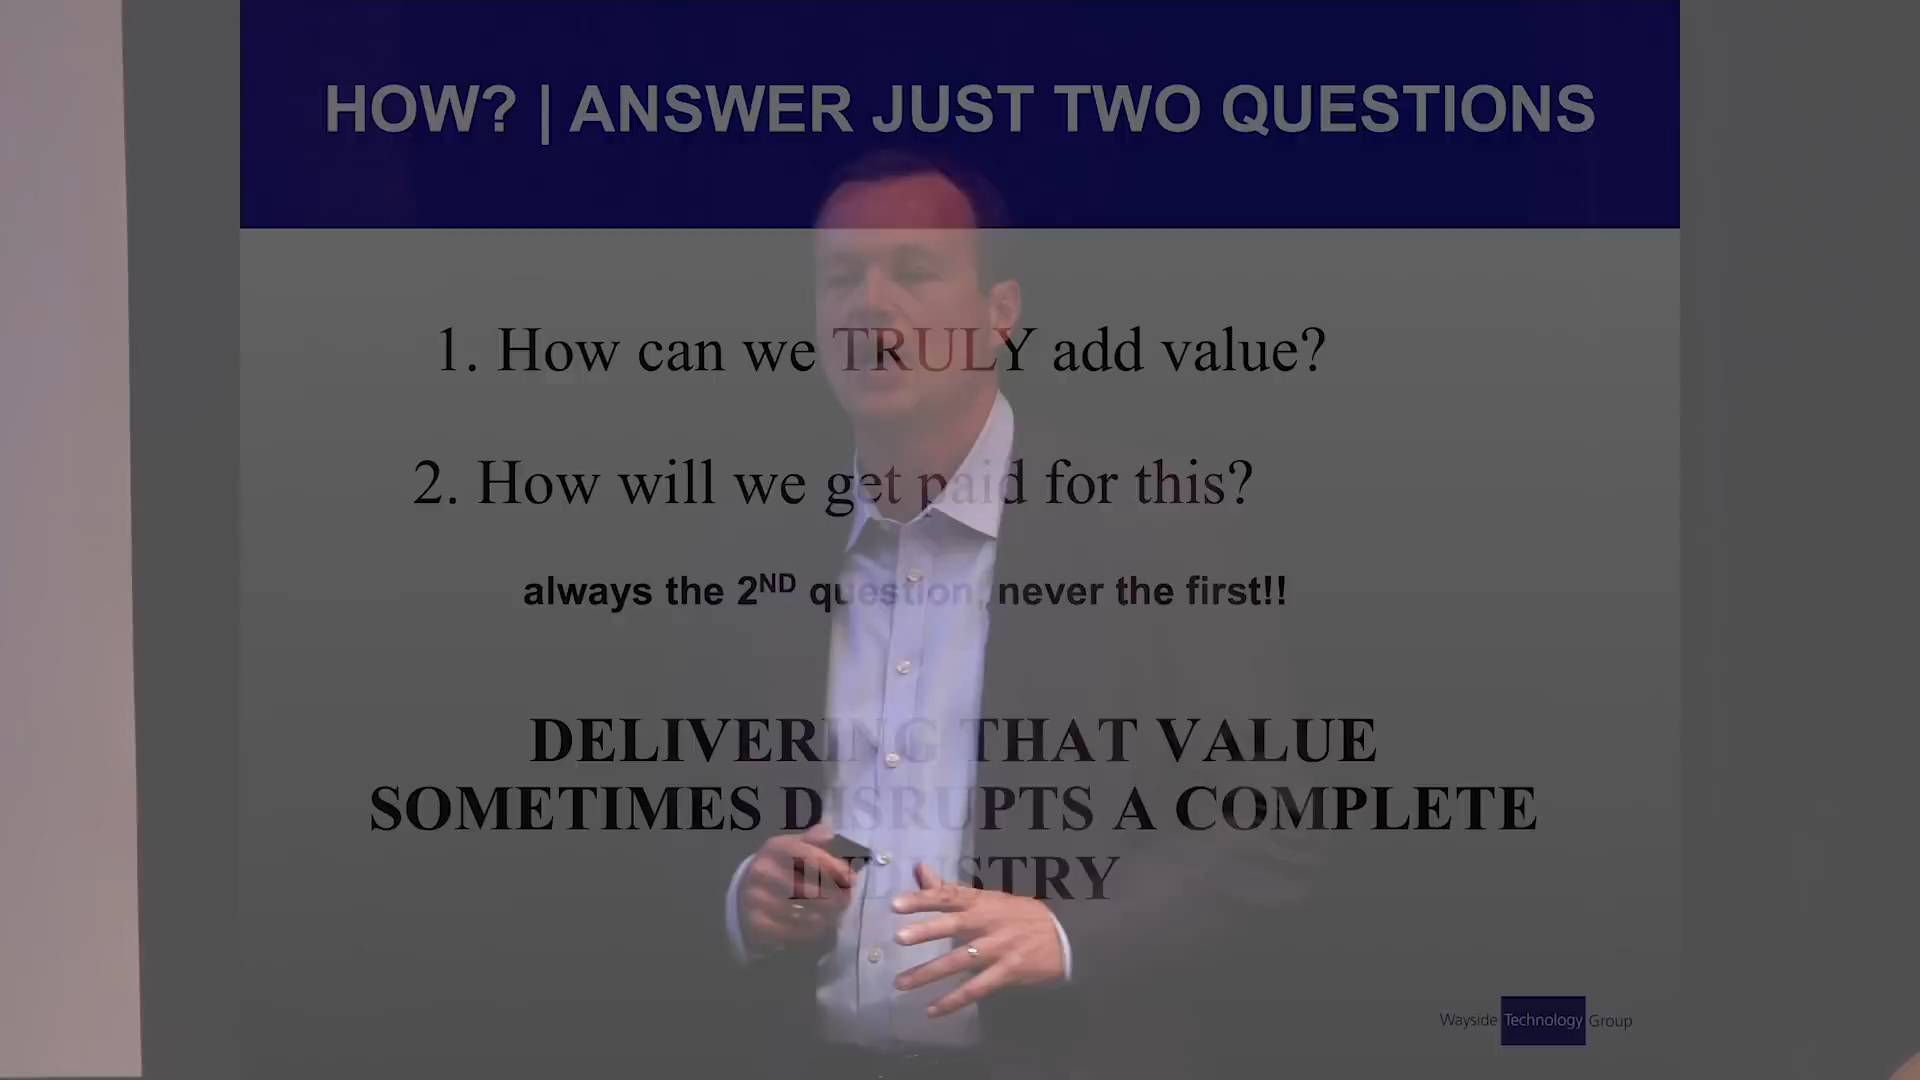 HOW? | ANSWER JUST TWO QUESTIONS
1. How can we TRULY add value?
2. How will we get paid for this?
always the 2ND question, never the first!!
DELIVERING THAT VALUE
SOMETIMES DISRUPTS A COMPLETE
INDUSTRY
Wayside Technology Group